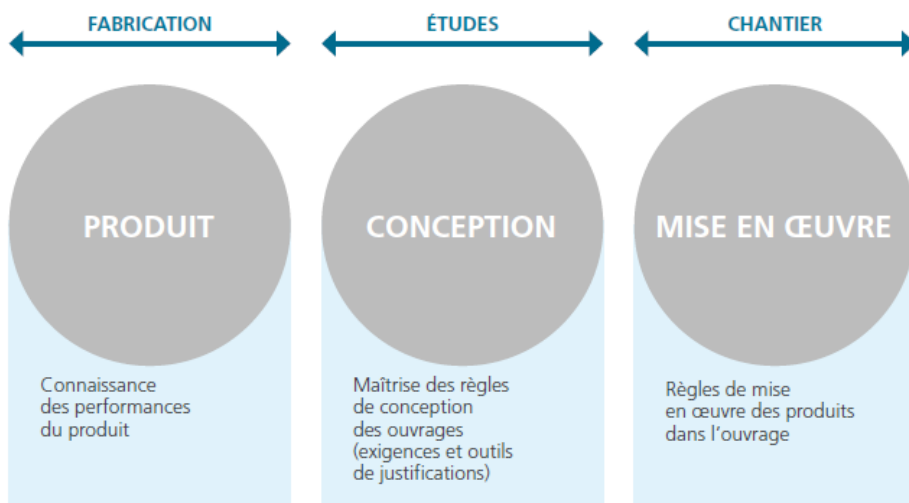 FABRICATION
ÉTUDES
CHANTIER
PRODUIT
CONCEPTION
MISE EN ŒUVRE
Connaissance
des performances
du produit
Maîtrise des règles
de conception
des ouvrages
(exigences et outils
de justifications)
Règles de mise
en œuvre des produits
dans l’ouvrage